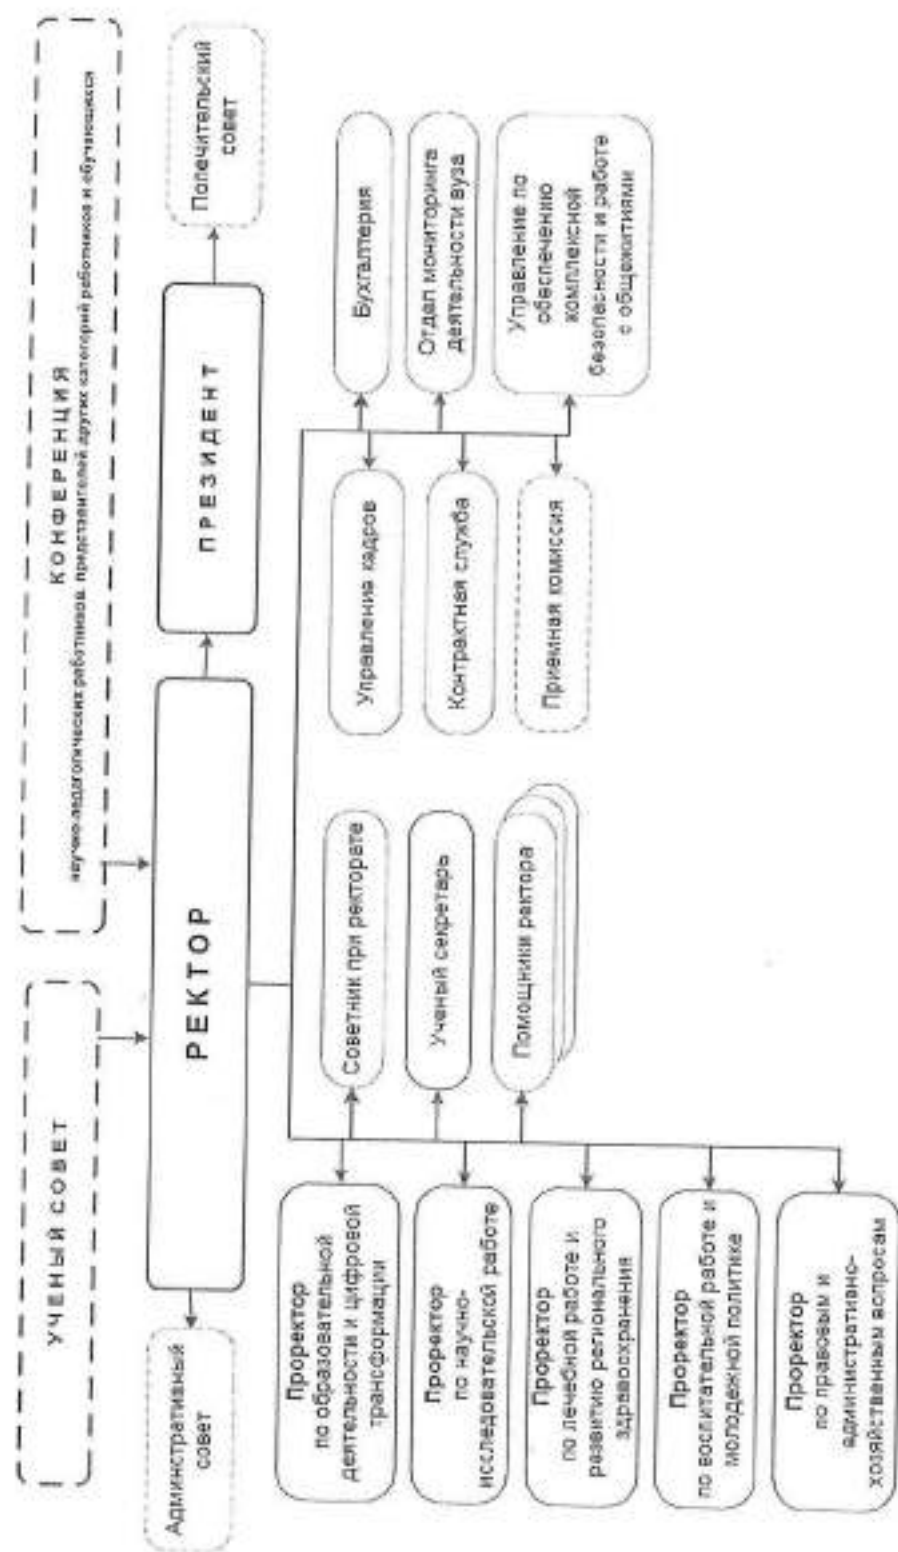 УЧЕНЫЙ СОВЕТ
КОНФЕРЕНЦИЯ
научно-педагогических работников, представителей других категорий работников и обучающихся
Административный
совет
РЕКТОР
ПРЕЗИДЕНТ
Попечительский
совет
Проректор
по образовательной
деятельности и цифровой
трансформации
Проректор
по научно-
исследовательской работе
Проректор
по лечебной работе и
развитию регионального
здравоохранения
Проректор
по воспитательной работе и
молодежной политике
Проректор
по правовым и
административно-
хозяйственным вопросам
Советник при ректорате
Ученый секретарь
Помощники ректора
Управление кадров
Контрактная служба
Приемная комиссия
Бухгалтерия
Отдел мониторинга
деятельности вуза
Управление по
обеспечению
комплексной
безопасности и работе
с общежитиями